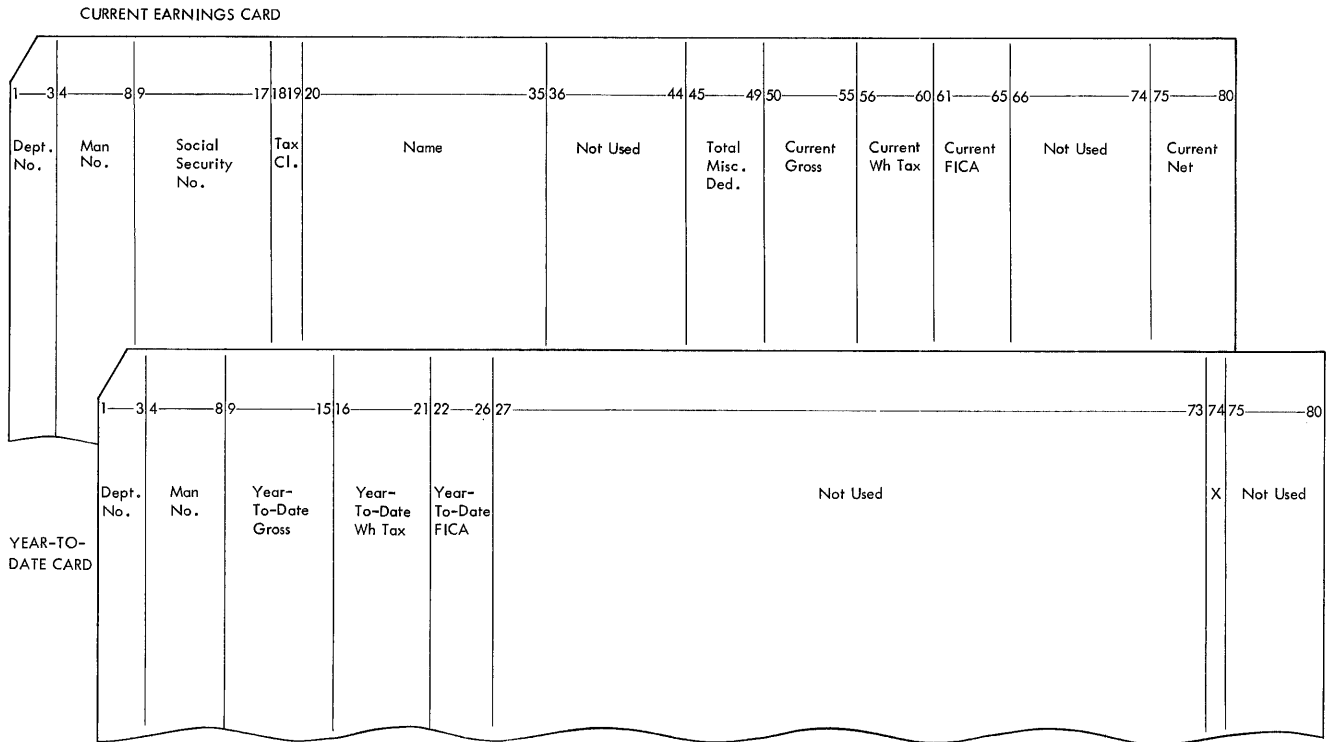 CURRENT EARNINGS CARD
1 3 4 8 9 17 18 19 20 35 36 44 45 49 50 55 56 60 61 65 66 74 75 80
Dept. Man Social Tax Name Not Used Total Current Current Current Not Used Current
No. No. Security Cl. Misc. Gross Wh Tax FICA Net
No. Ded.
1 3 4 8 9 15 16 21 22 26 27 73 74 75 80
Dept. Man Year- Year- Year- Not Used X Not Used
No. No. To-Date To-Date To-Date
Gross Wh Tax FICA
YEAR-TO-
DATE CARD